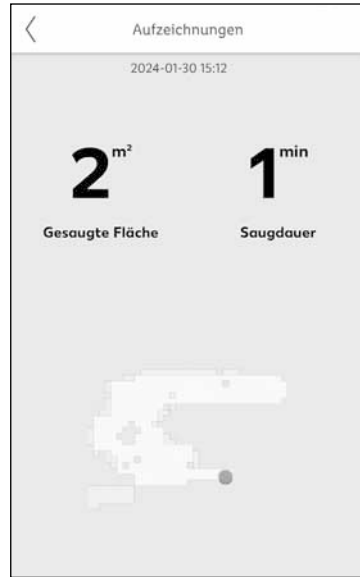 Aufzeichnungen
2024-01-30 15:12
2 m² 1 min
Gesaugte Fläche Saugdauer